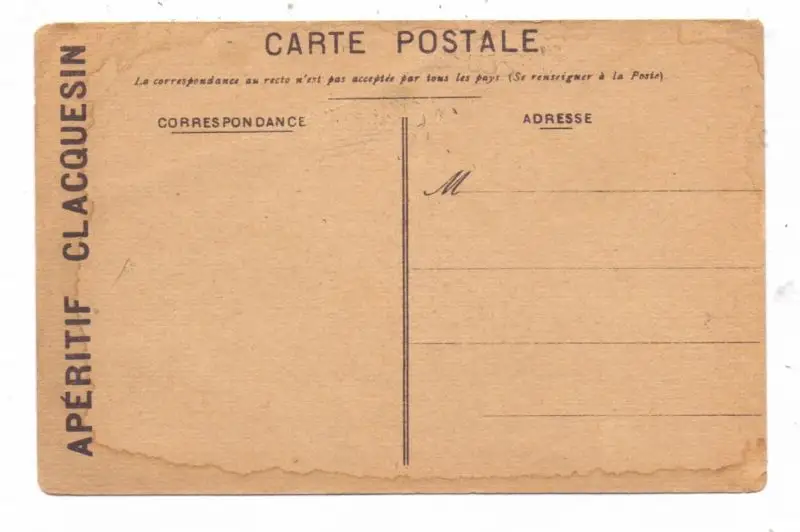 CARTE POSTALE
La correspondance au recto n'est pas acceptée par tous les pays (Se renseigner à la Poste)
CORRESPONDANCE
ADRESSE
M
APÉRITIF CLACQUESIN